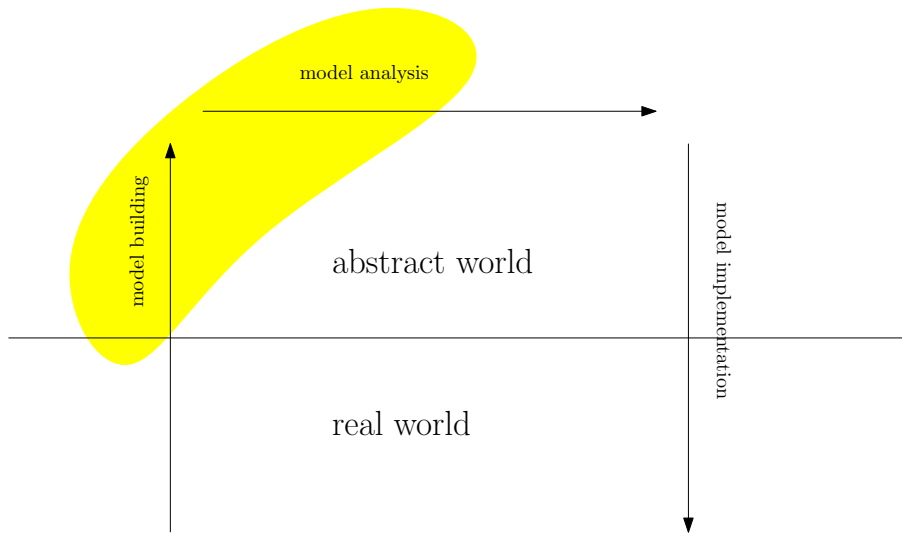 model analysis
model building
model implementation
abstract world
real world